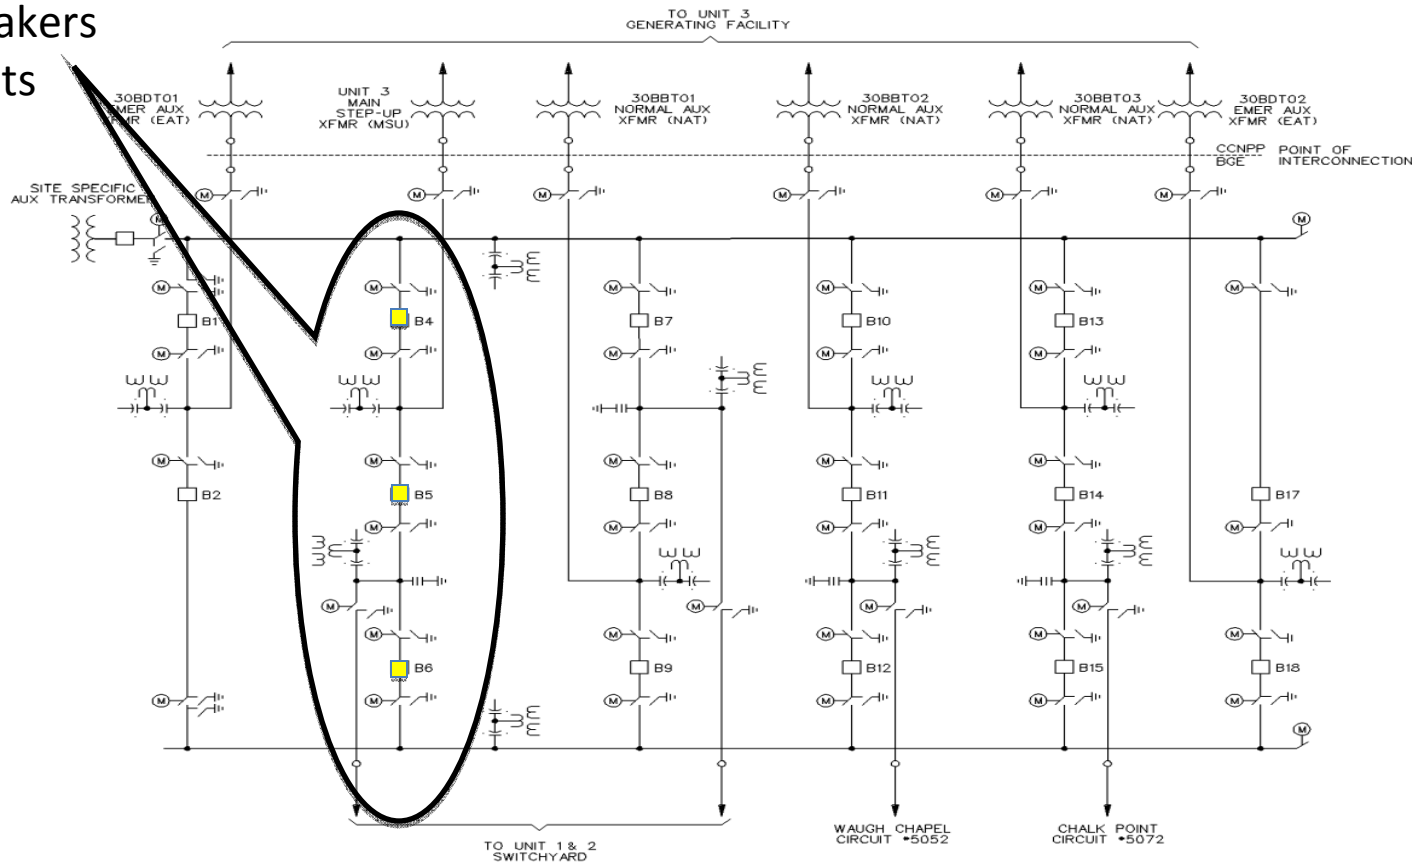 akers
ts
TO UNIT 3
GENERATING FACILITY
30BDT01
EMER AUX
XFMR (EAT)
UNIT 3
MAIN
STEP-UP
XFMR (MSU)
30BBT01
NORMAL AUX
XFMR (NAT)
30BBT02
NORMAL AUX
XFMR (NAT)
30BBT03
NORMAL AUX
XFMR (NAT)
30BDT02
EMER AUX
XFMR (EAT)
CCNPP
BGE
POINT OF
INTERCONNECTION
SITE SPECIFIC
AUX TRANSFORMER
M M M M M M
M M
M M M M M M
B1 B4 B7 B10 B13
M M M M M
M M M M M
B2 B5 B8 B11 B14 B17
M M M M
M M M M M
M M M M M
B6 B9 B12 B15 B18
M M M M M M
M
WAUGH CHAPEL
CIRCUIT #5052
CHALK POINT
CIRCUIT #5072
TO UNIT 1 & 2
SWITCHYARD